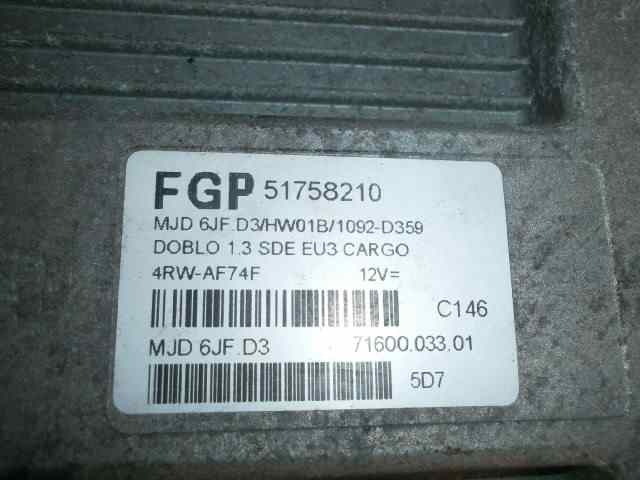 FGP 51758210
MJD 6JF.D3/HW01B/1092-D359
DOBLO 1.3 SDE EU3 CARGO
4RW-AF74F 12V=
C146
MJD 6JF.D3 71600.033.01
5D7